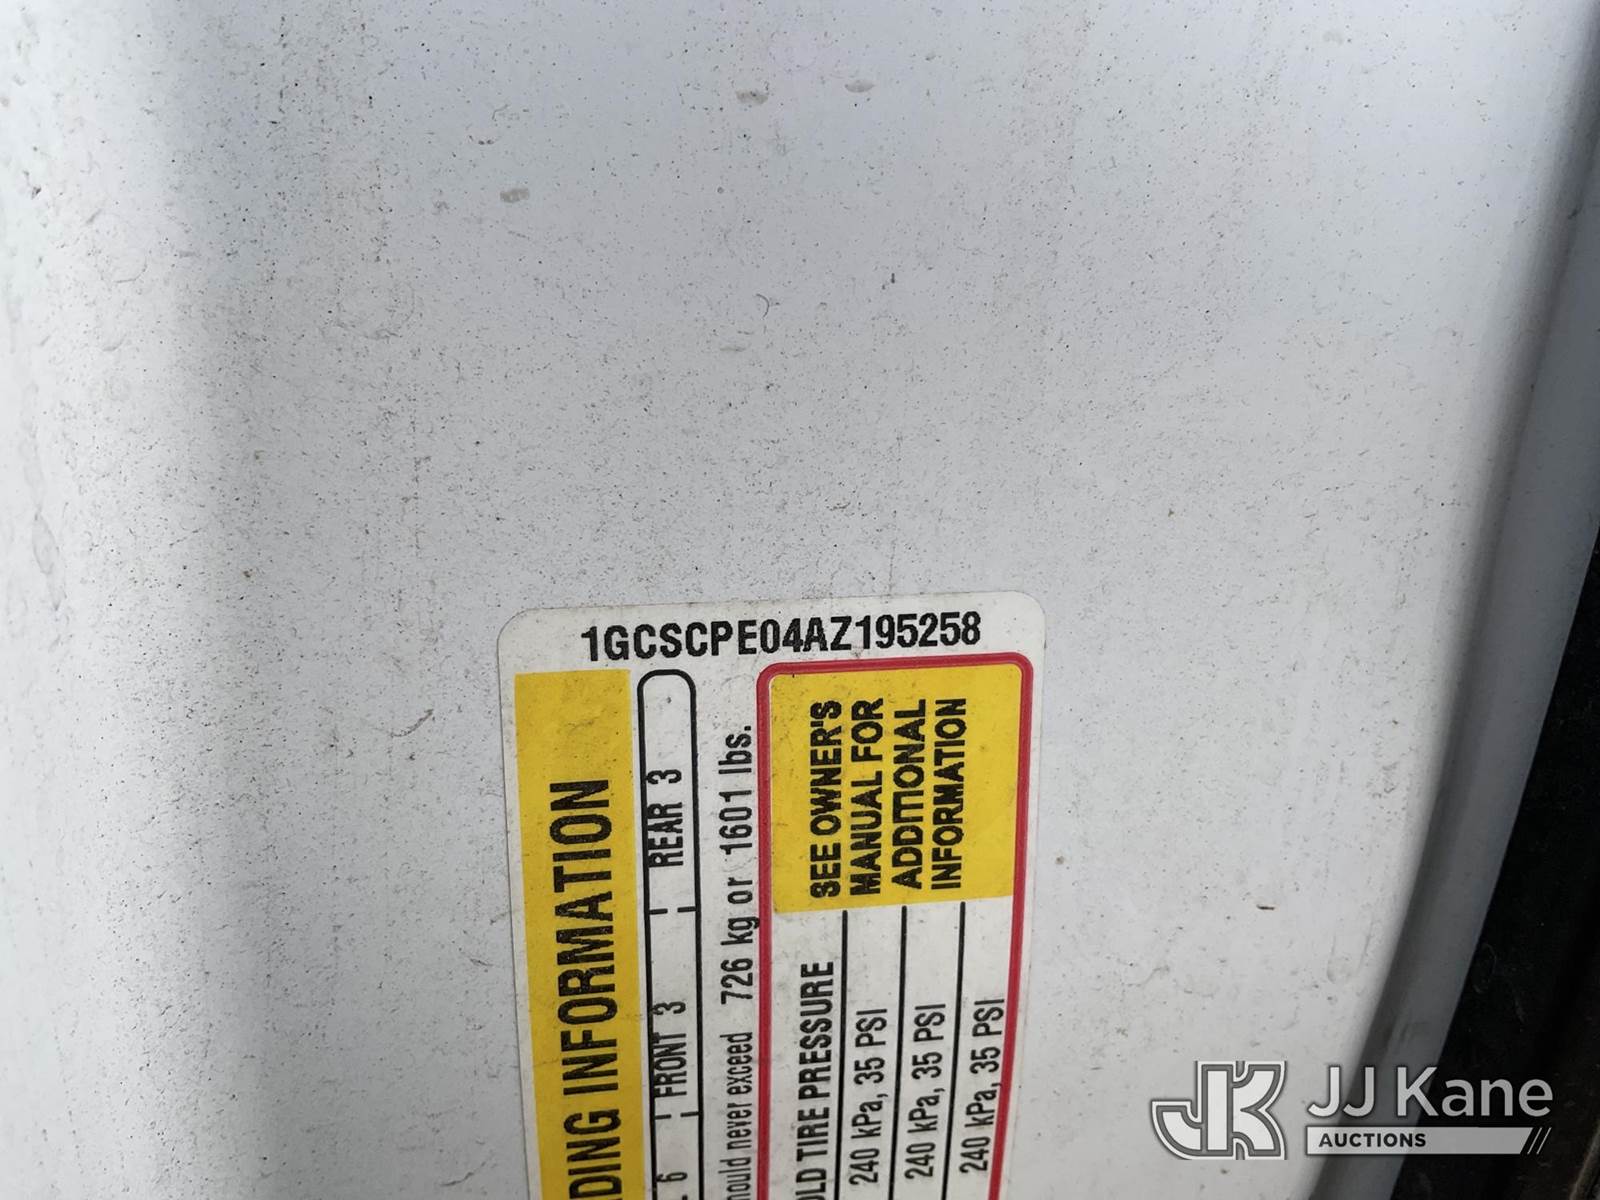 1GCSCPE04AZ195258
DING INFORMATION
6 FRONT 3 REAR 3
hould never exceed 726 kg or 1601 lbs.
OLD TIRE PRESSURE
240 kPa, 35 PSI
240 kPa, 35 PSI
240 kPa, 35 PSI
SEE OWNER'S
MANUAL FOR
ADDITIONAL
INFORMATION
JK JJ Kane
AUCTIONS